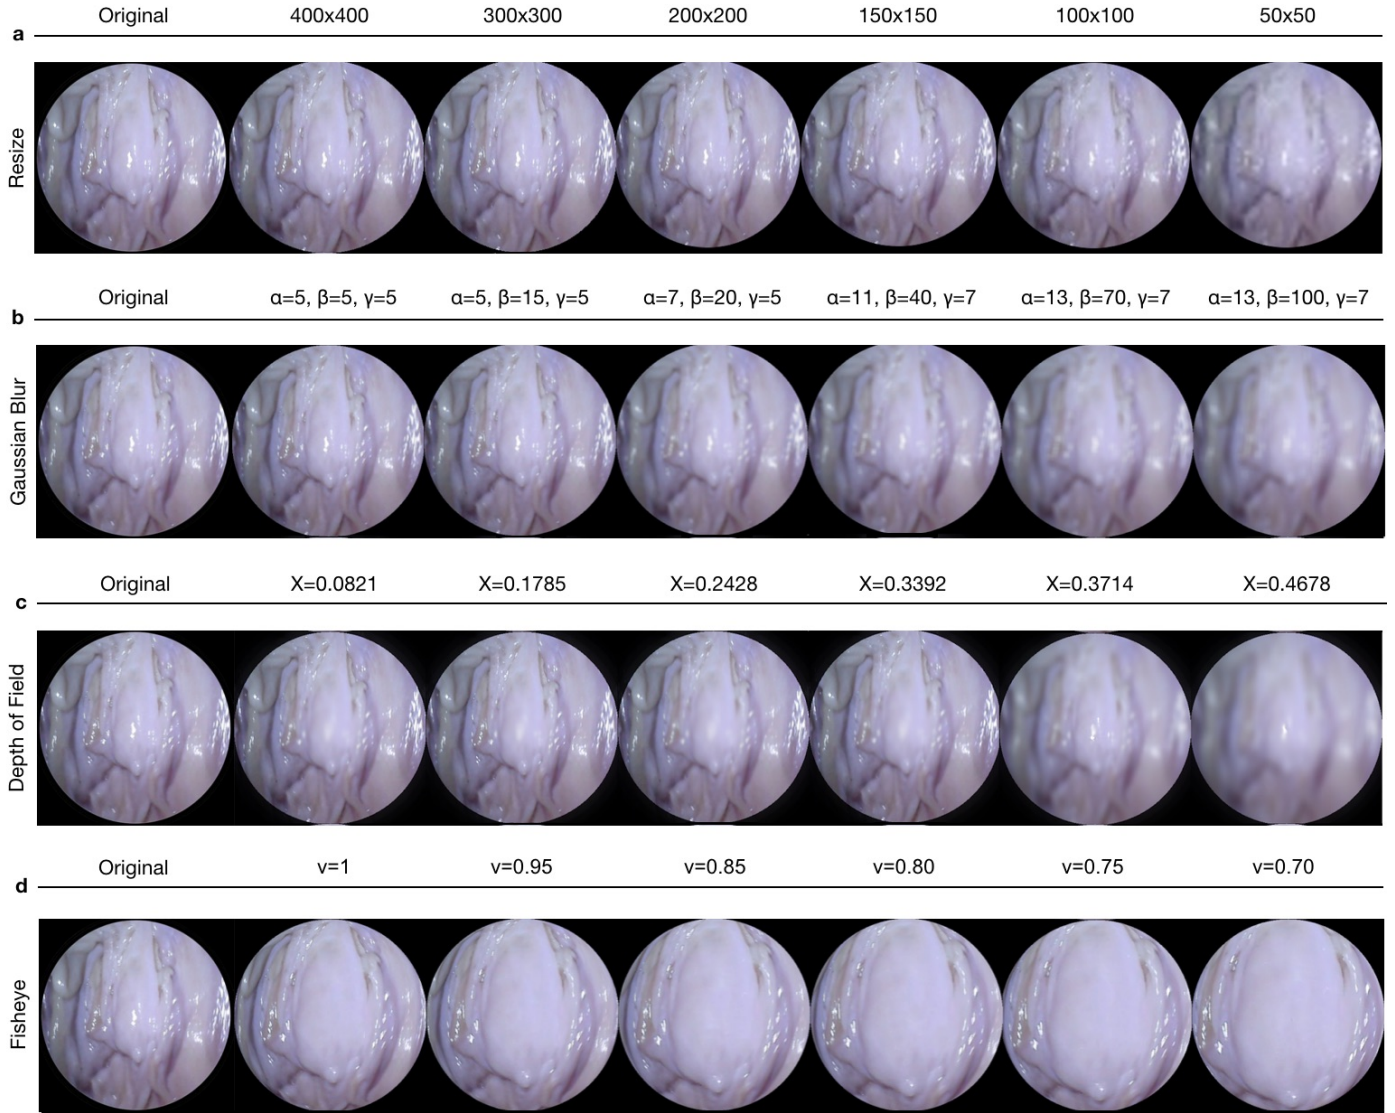 Original 400x400 300x300 200x200 150x150 100x100 50x50
a
Resize
Original α=5, β=5, γ=5 α=5, β=15, γ=5 α=7, β=20, γ=5 α=11, β=40, γ=7 α=13, β=70, γ=7 α=13, β=100, γ=7
b
Gaussian Blur
Original X=0.0821 X=0.1785 X=0.2428 X=0.3392 X=0.3714 X=0.4678
c
Depth of Field
Original v=1 v=0.95 v=0.85 v=0.80 v=0.75 v=0.70
d
Fisheye